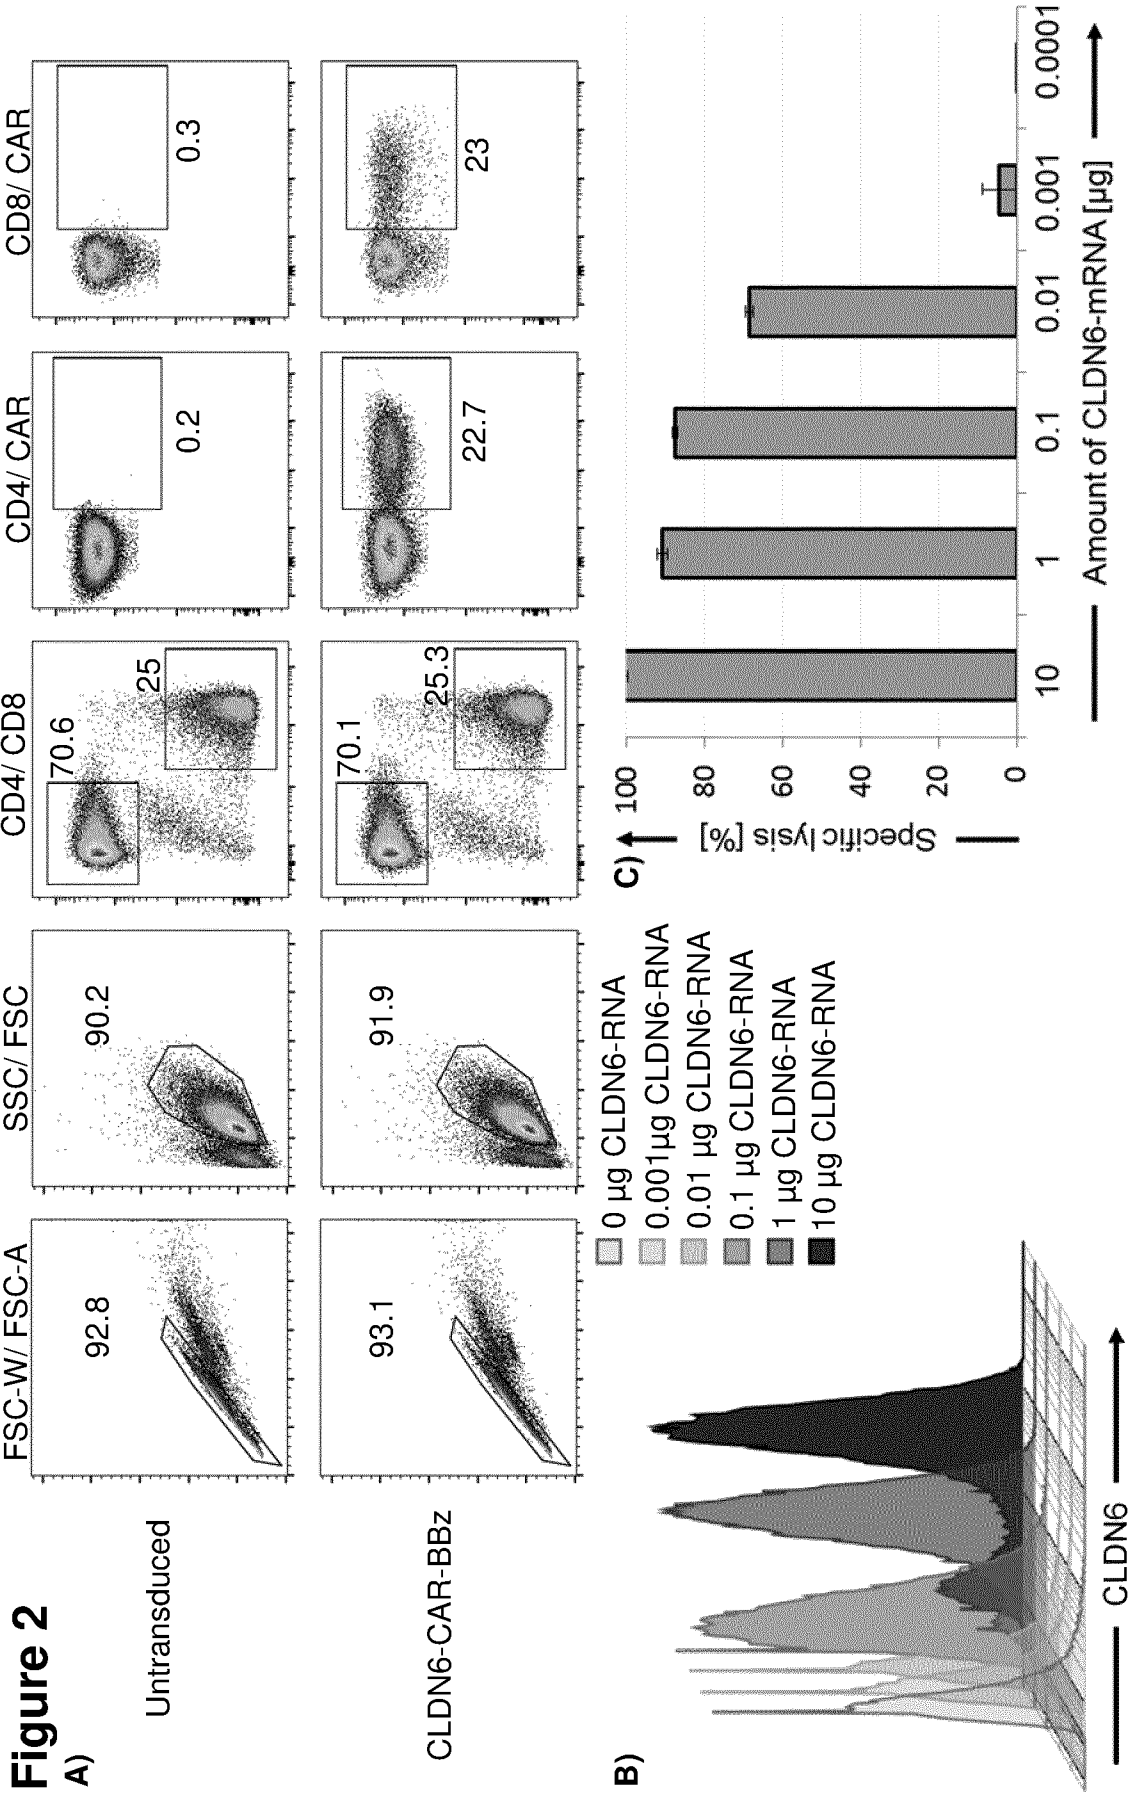 Figure 2
A)
FSC-W/ FSC-A
SSC/ FSC
CD4/ CD8
CD4/ CAR
CD8/ CAR
Untransduced
92.8
90.2
70.6
25
0.2
0.3
CLDN6-CAR-BBz
93.1
91.9
70.1
25.3
22.7
23
B)
0 µg CLDN6-RNA
0.001µg CLDN6-RNA
0.01 µg CLDN6-RNA
0.1 µg CLDN6-RNA
1 µg CLDN6-RNA
10 µg CLDN6-RNA
CLDN6
C)
Specific lysis [%]
100
80
60
40
20
0
10
1
0.1
0.01
0.001
0.0001
Amount of CLDN6-mRNA [µg]